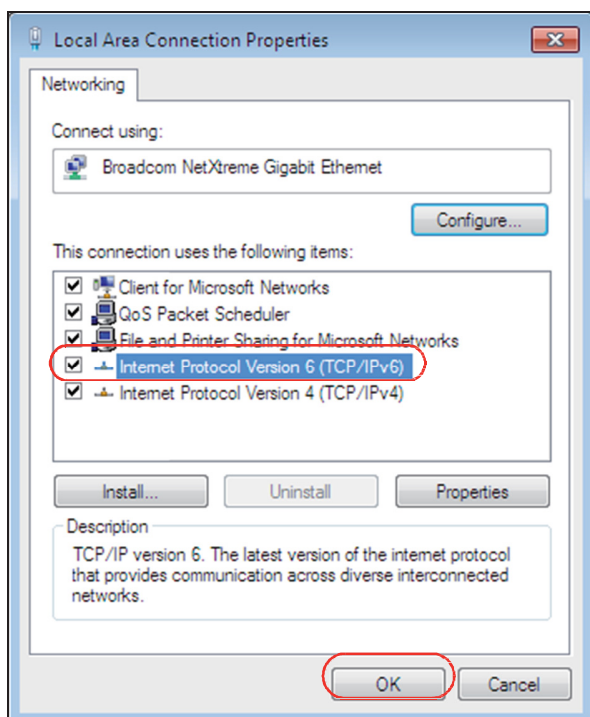 Local Area Connection Properties
Networking
Connect using:
Broadcom NetXtreme Gigabit Ethernet
Configure...
This connection uses the following items:
Client for Microsoft Networks
QoS Packet Scheduler
File and Printer Sharing for Microsoft Networks
Internet Protocol Version 6 (TCP/IPv6)
Internet Protocol Version 4 (TCP/IPv4)
Install...
Uninstall
Properties
Description
TCP/IP version 6. The latest version of the internet protocol
that provides communication across diverse interconnected
networks.
OK
Cancel